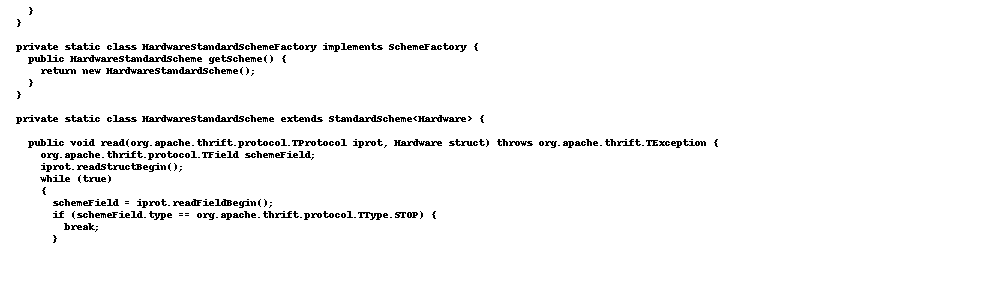 }
}
private static class HardwareStandardSchemeFactory implements SchemeFactory {
public HardwareStandardScheme getScheme() {
return new HardwareStandardScheme();
}
}
private static class HardwareStandardScheme extends StandardScheme<Hardware> {
public void read(org.apache.thrift.protocol.TProtocol iprot, Hardware struct) throws org.apache.thrift.TException {
org.apache.thrift.protocol.TField schemeField;
iprot.readStructBegin();
while (true)
{
schemeField = iprot.readFieldBegin();
if (schemeField.type == org.apache.thrift.protocol.TType.STOP) {
break;
}